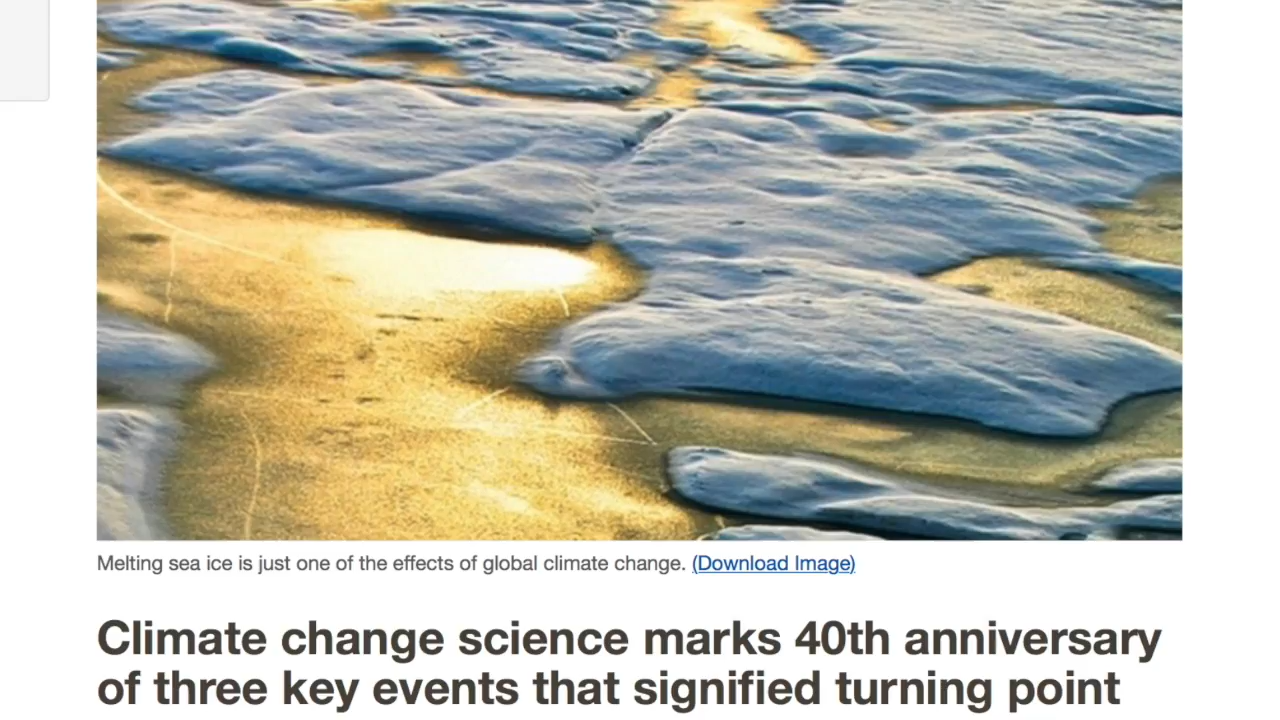 Melting sea ice is just one of the effects of global climate change. (Download Image)
Climate change science marks 40th anniversary
of three key events that signified turning point